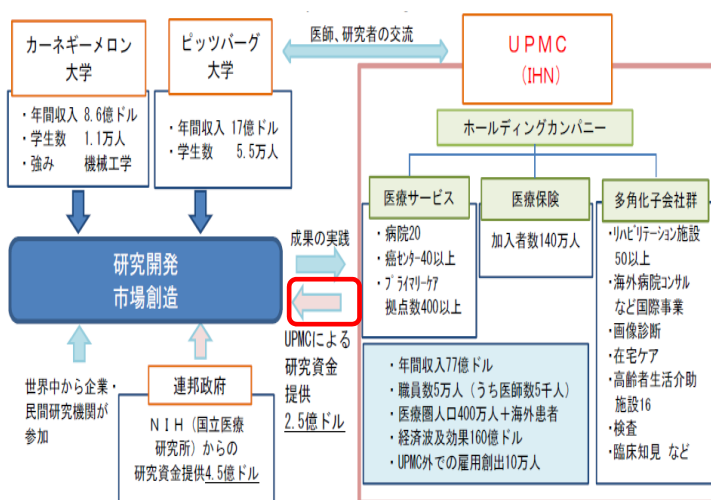 カーネギーメロン
大学
・年間収入 8.6億ドル
・学生数 1.1万人
・強み 機械工学
ピッツバーグ
大学
・年間収入 17億ドル
・学生数 5.5万人
医師、研究者の交流
UPMC
(IHN)
ホールディングカンパニー
医療サービス
・病院20
・癌ｾﾝﾀｰ40以上
・ﾌﾟﾗｲﾏﾘｰｹｱ
拠点数400以上
医療保険
加入者数140万人
多角化子会社群
・ﾘﾊﾋﾞﾘﾃｰｼｮﾝ施設
50以上
・海外病院ｺﾝｻﾙ
など国際事業
・画像診断
・在宅ケア
・高齢者生活介助
施設16
・検査
・臨床知見 など
研究開発
市場創造
成果の実践
UPMCによる
研究資金
提供
2.5億ドル
世界中から企業・
民間研究機関が
参加
連邦政府
ＮＩＨ（国立医療
研究所）からの
研究資金提供4.5億ドル
・年間収入77億ドル
・職員数5万人（うち医師数5千人）
・医療圏人口400万人＋海外患者
・経済波及効果160億ドル
・UPMC外での雇用創出10万人